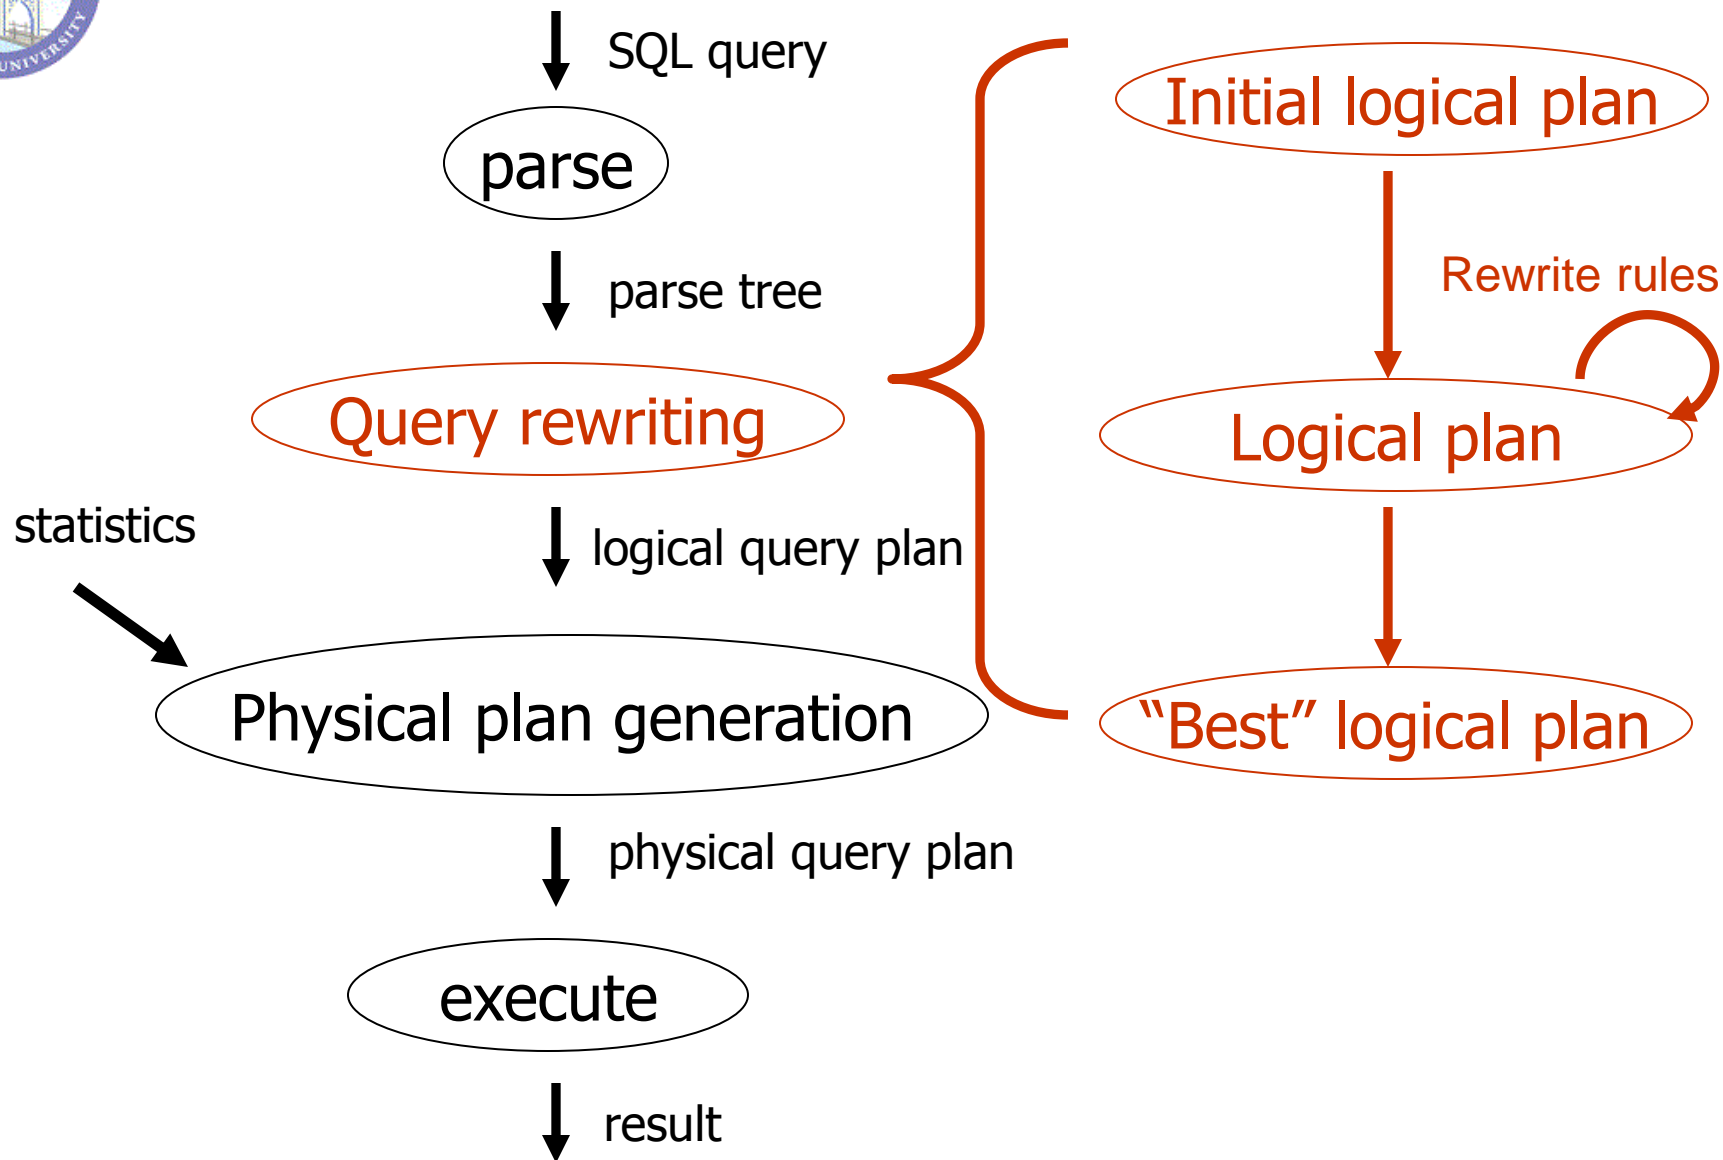 UNIVERSITY
SQL query
parse
parse tree
Query rewriting
statistics
logical query plan
Physical plan generation
physical query plan
execute
result
Initial logical plan
Rewrite rules
Logical plan
“Best” logical plan